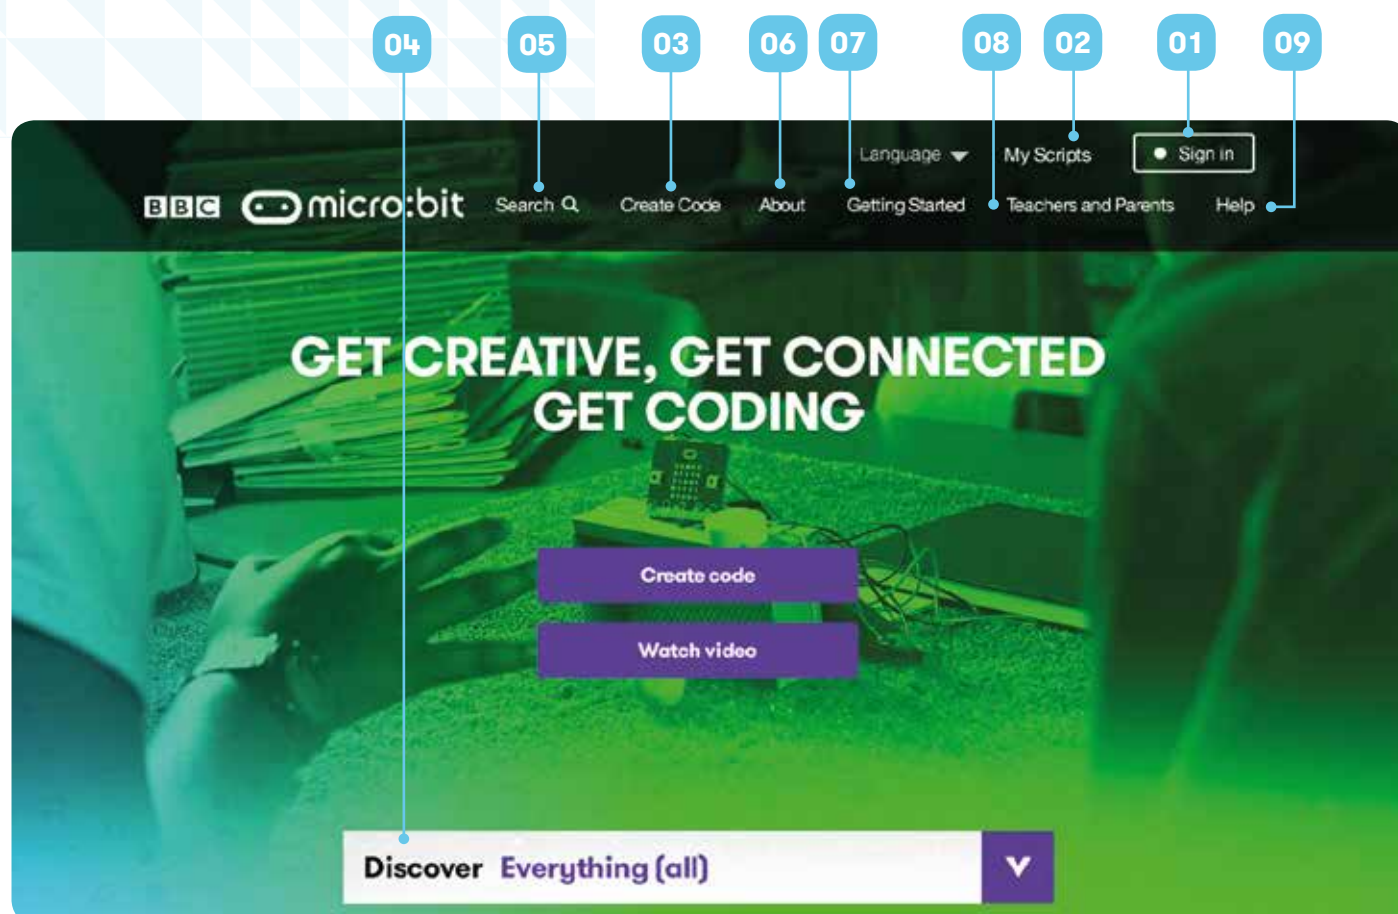 04 05 03 06 07 08 02 01 09
Language My Scripts Sign in
BBC micro:bit Search Create Code About Getting Started Teachers and Parents Help
GET CREATIVE, GET CONNECTED
GET CODING
Create code
Watch video
Discover Everything (all)